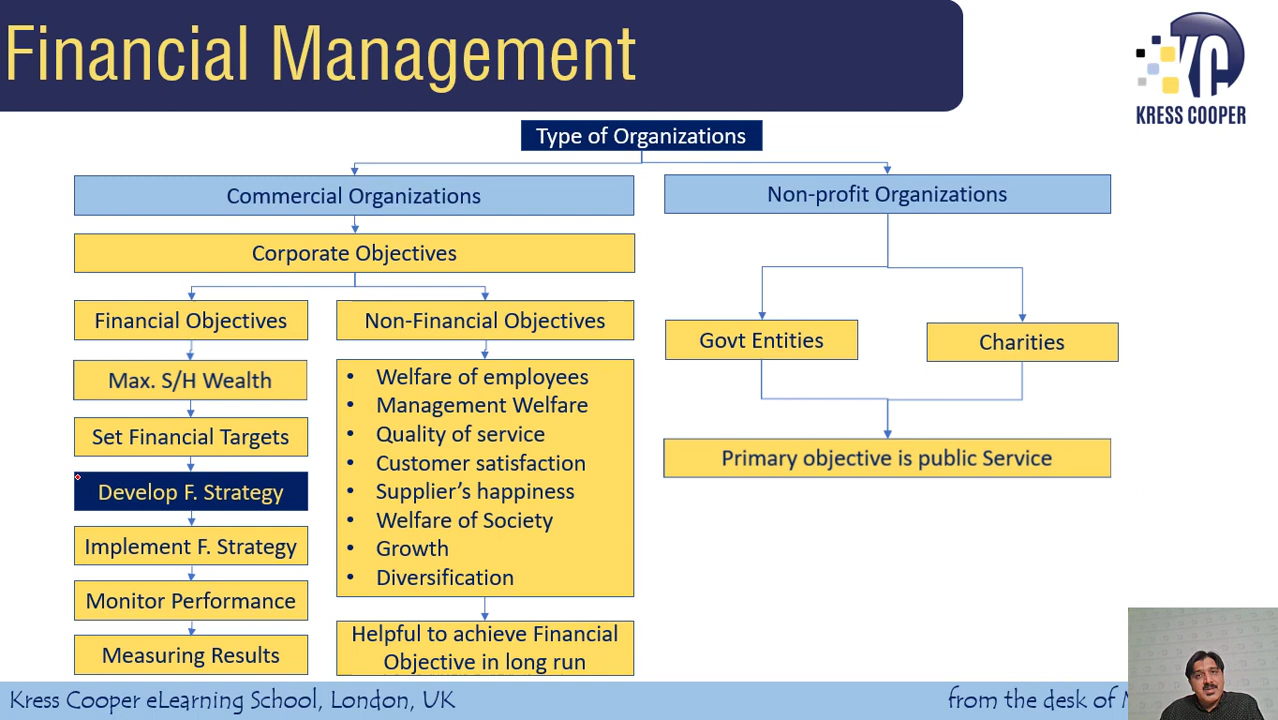 Financial Management
KRESS COOPER
Type of Organizations
Commercial Organizations
Non-profit Organizations
Corporate Objectives
Financial Objectives
Non-Financial Objectives
Govt Entities
Charities
Max. S/H Wealth
Set Financial Targets
Develop F. Strategy
Implement F. Strategy
Monitor Performance
Measuring Results
• Welfare of employees
• Management Welfare
• Quality of service
• Customer satisfaction
• Supplier’s happiness
• Welfare of Society
• Growth
• Diversification
Helpful to achieve Financial
Objective in long run
Primary objective is public Service
Kress Cooper eLearning School, London, UK
from the desk of